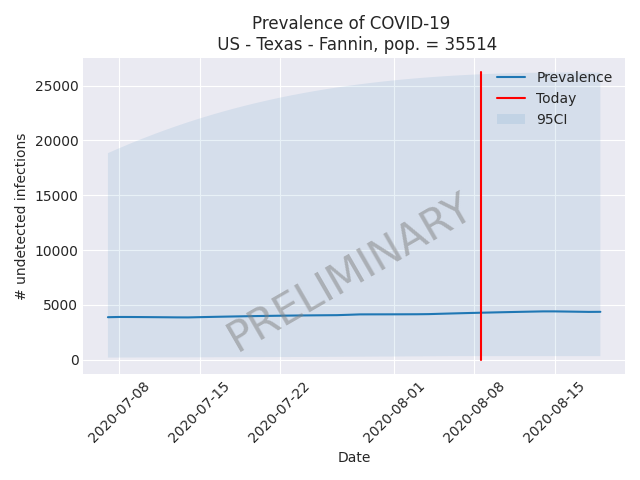 Prevalence of COVID-19
US - Texas - Fannin, pop. = 35514
# undetected infections
25000
20000
15000
10000
5000
0
Prevalence
Today
95CI
PRELIMINARY
2020-07-08
2020-07-15
2020-07-22
2020-08-01
2020-08-08
2020-08-15
Date